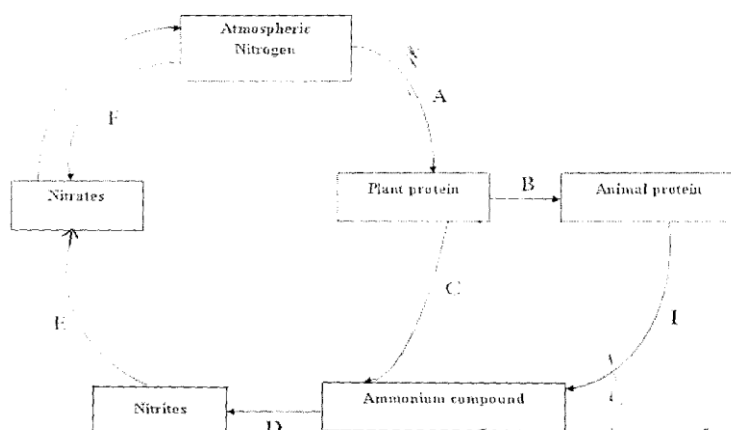 Atmospheric
Nitrogen
A
F
Nitrates
Plant protein
B
Animal protein
C
I
E
Nitrites
D
Ammonium compound